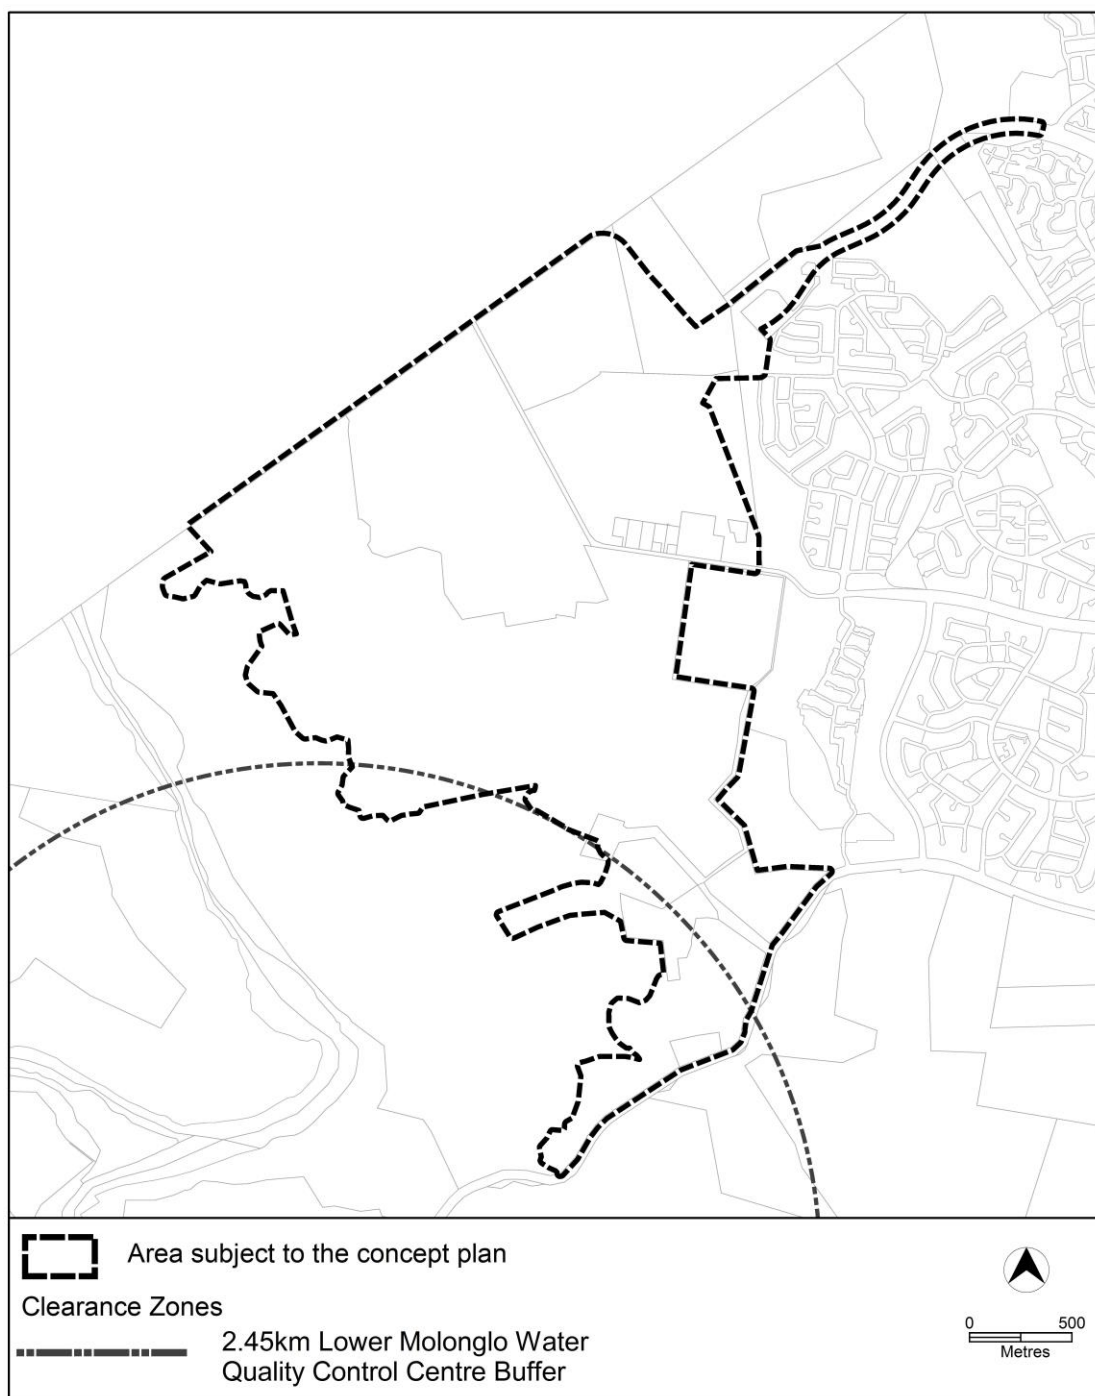 Area subject to the concept plan
Clearance Zones
2.45km Lower Molonglo Water
Quality Control Centre Buffer
0 500
Metres